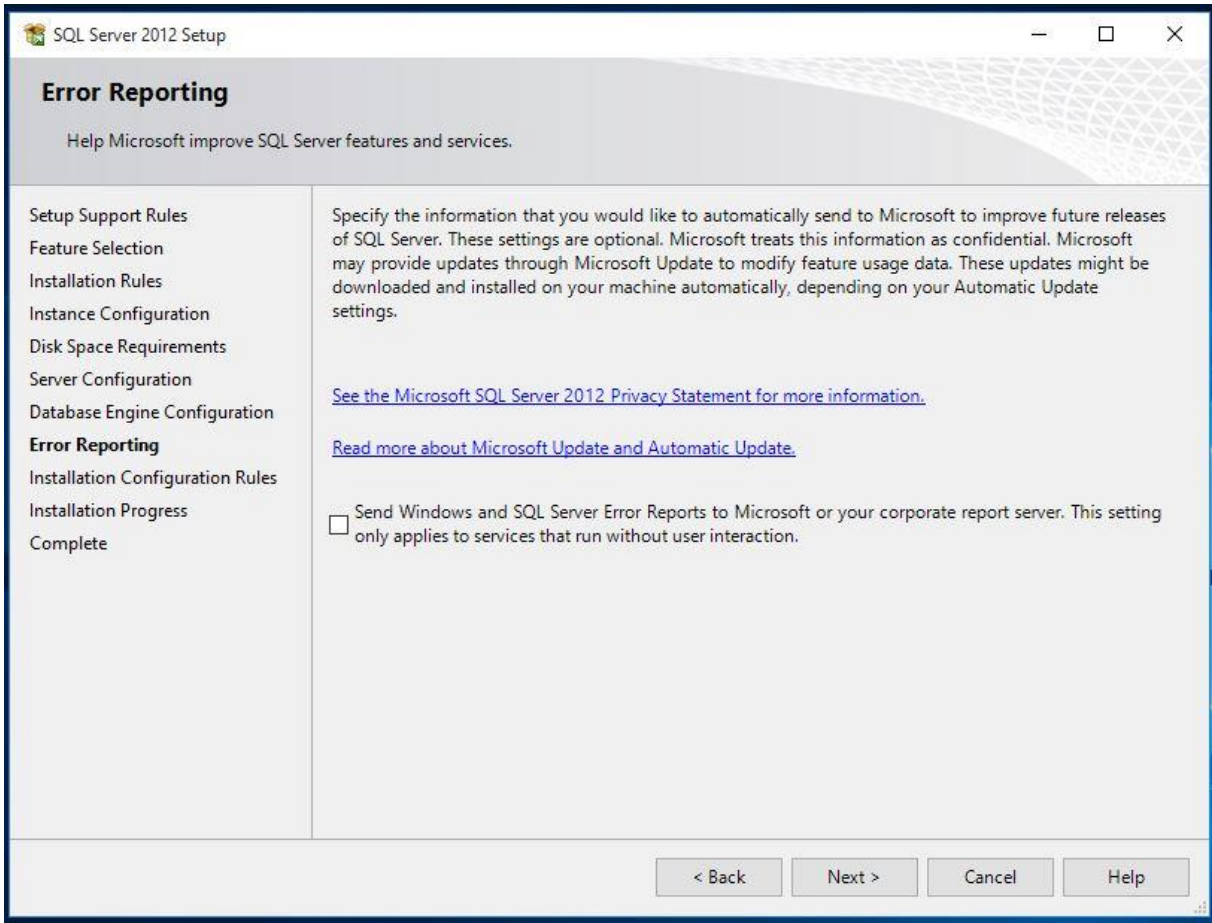 SQL Server 2012 Setup
Error Reporting
Help Microsoft improve SQL Server features and services.
Setup Support Rules
Feature Selection
Installation Rules
Instance Configuration
Disk Space Requirements
Server Configuration
Database Engine Configuration
Error Reporting
Installation Configuration Rules
Installation Progress
Complete
Specify the information that you would like to automatically send to Microsoft to improve future releases
of SQL Server. These settings are optional. Microsoft treats this information as confidential. Microsoft
may provide updates through Microsoft Update to modify feature usage data. These updates might be
downloaded and installed on your machine automatically, depending on your Automatic Update
settings.
See the Microsoft SQL Server 2012 Privacy Statement for more information.
Read more about Microsoft Update and Automatic Update.
Send Windows and SQL Server Error Reports to Microsoft or your corporate report server. This setting
only applies to services that run without user interaction.
< Back
Next >
Cancel
Help